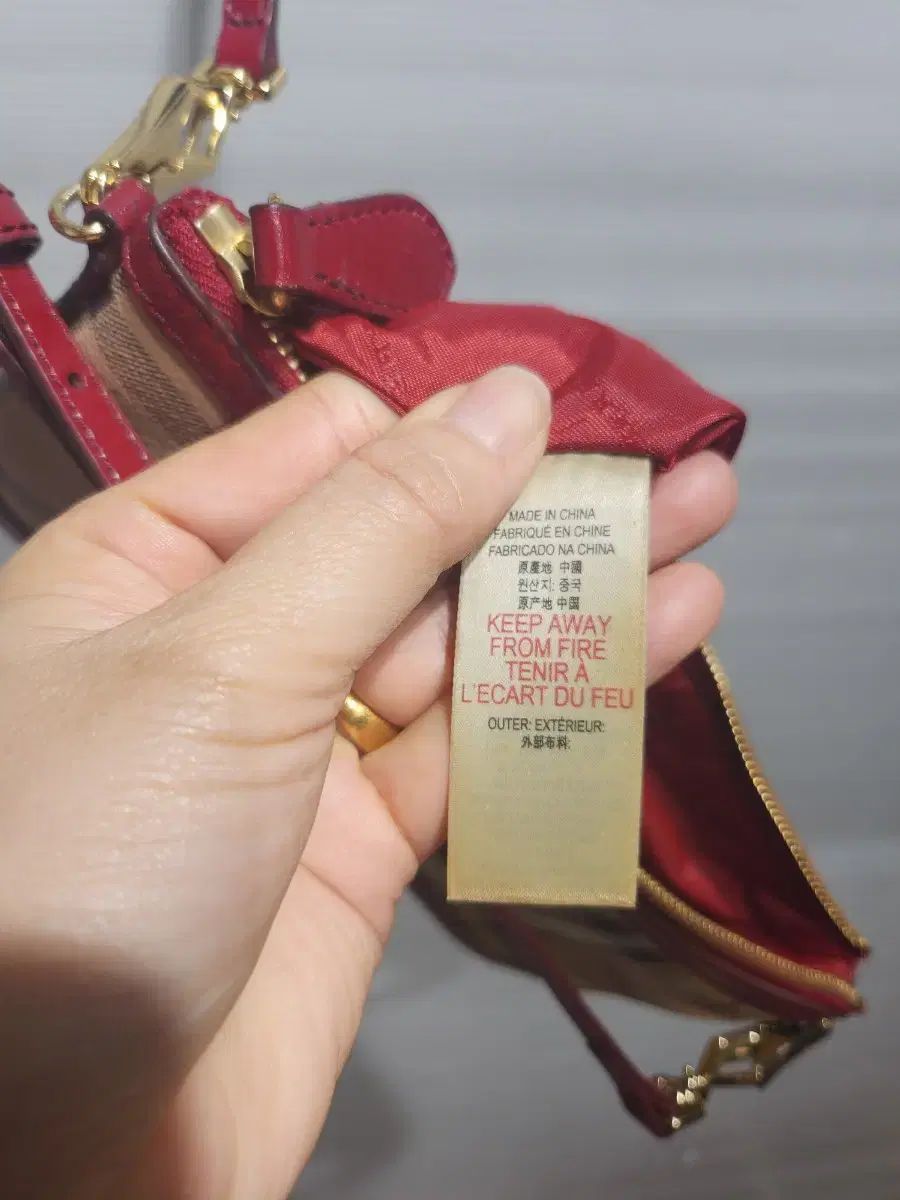 MADE IN CHINA
FABRIQUÉ EN CHINE
FABRICADO NA CHINA
原產地 中國
원산지: 중국
原产地 中国
KEEP AWAY
FROM FIRE
TENIR À
L'ECART DU FEU
OUTER: EXTÉRIEUR:
外部布料: